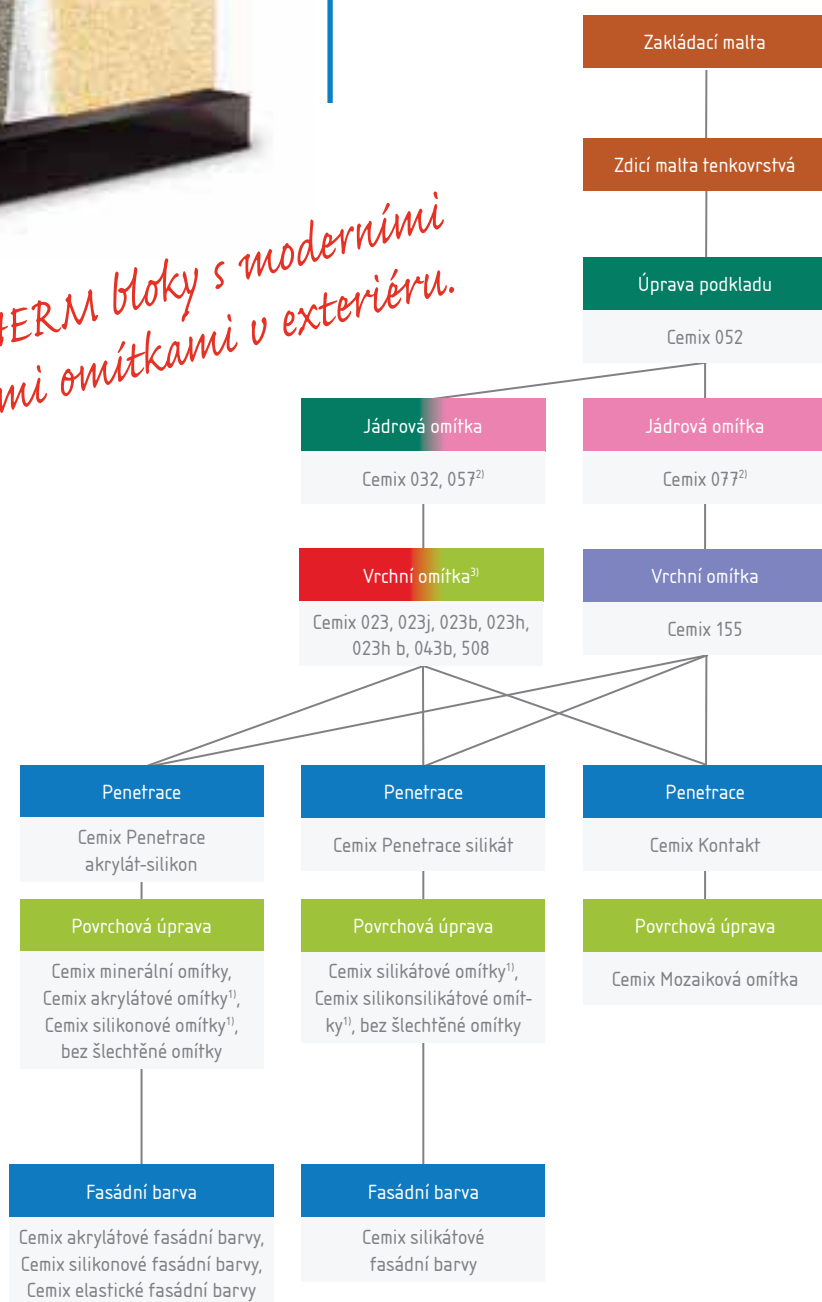 Zakládací malta
Zdicí malta tenkovrstvá
bloky s moderními
omítkami v exteriéru.
Úprava podkladu
Cemix 052
Jádrová omítka
Cemix 032, 057²⁾
Jádrová omítka
Cemix 077²⁾
Vrchní omítka³⁾
Cemix 023, 023j, 023b, 023h,
023h b, 043b, 508
Vrchní omítka
Cemix 155
Penetrace
Cemix Penetrace
akrylát-silikon
Penetrace
Cemix Penetrace silikát
Penetrace
Cemix Kontakt
Povrchová úprava
Cemix minerální omítky,
Cemix akrylátové omítky¹⁾,
Cemix silikonové omítky¹⁾,
bez šlechtěné omítky
Povrchová úprava
Cemix silikátové omítky¹⁾,
Cemix silikonsilikátové omít-
ky¹⁾, bez šlechtěné omítky
Povrchová úprava
Cemix Mozaiková omítka
Fasádní barva
Cemix akrylátové fasádní barvy,
Cemix silikonové fasádní barvy,
Cemix elastické fasádní barvy
Fasádní barva
Cemix silikátové
fasádní barvy